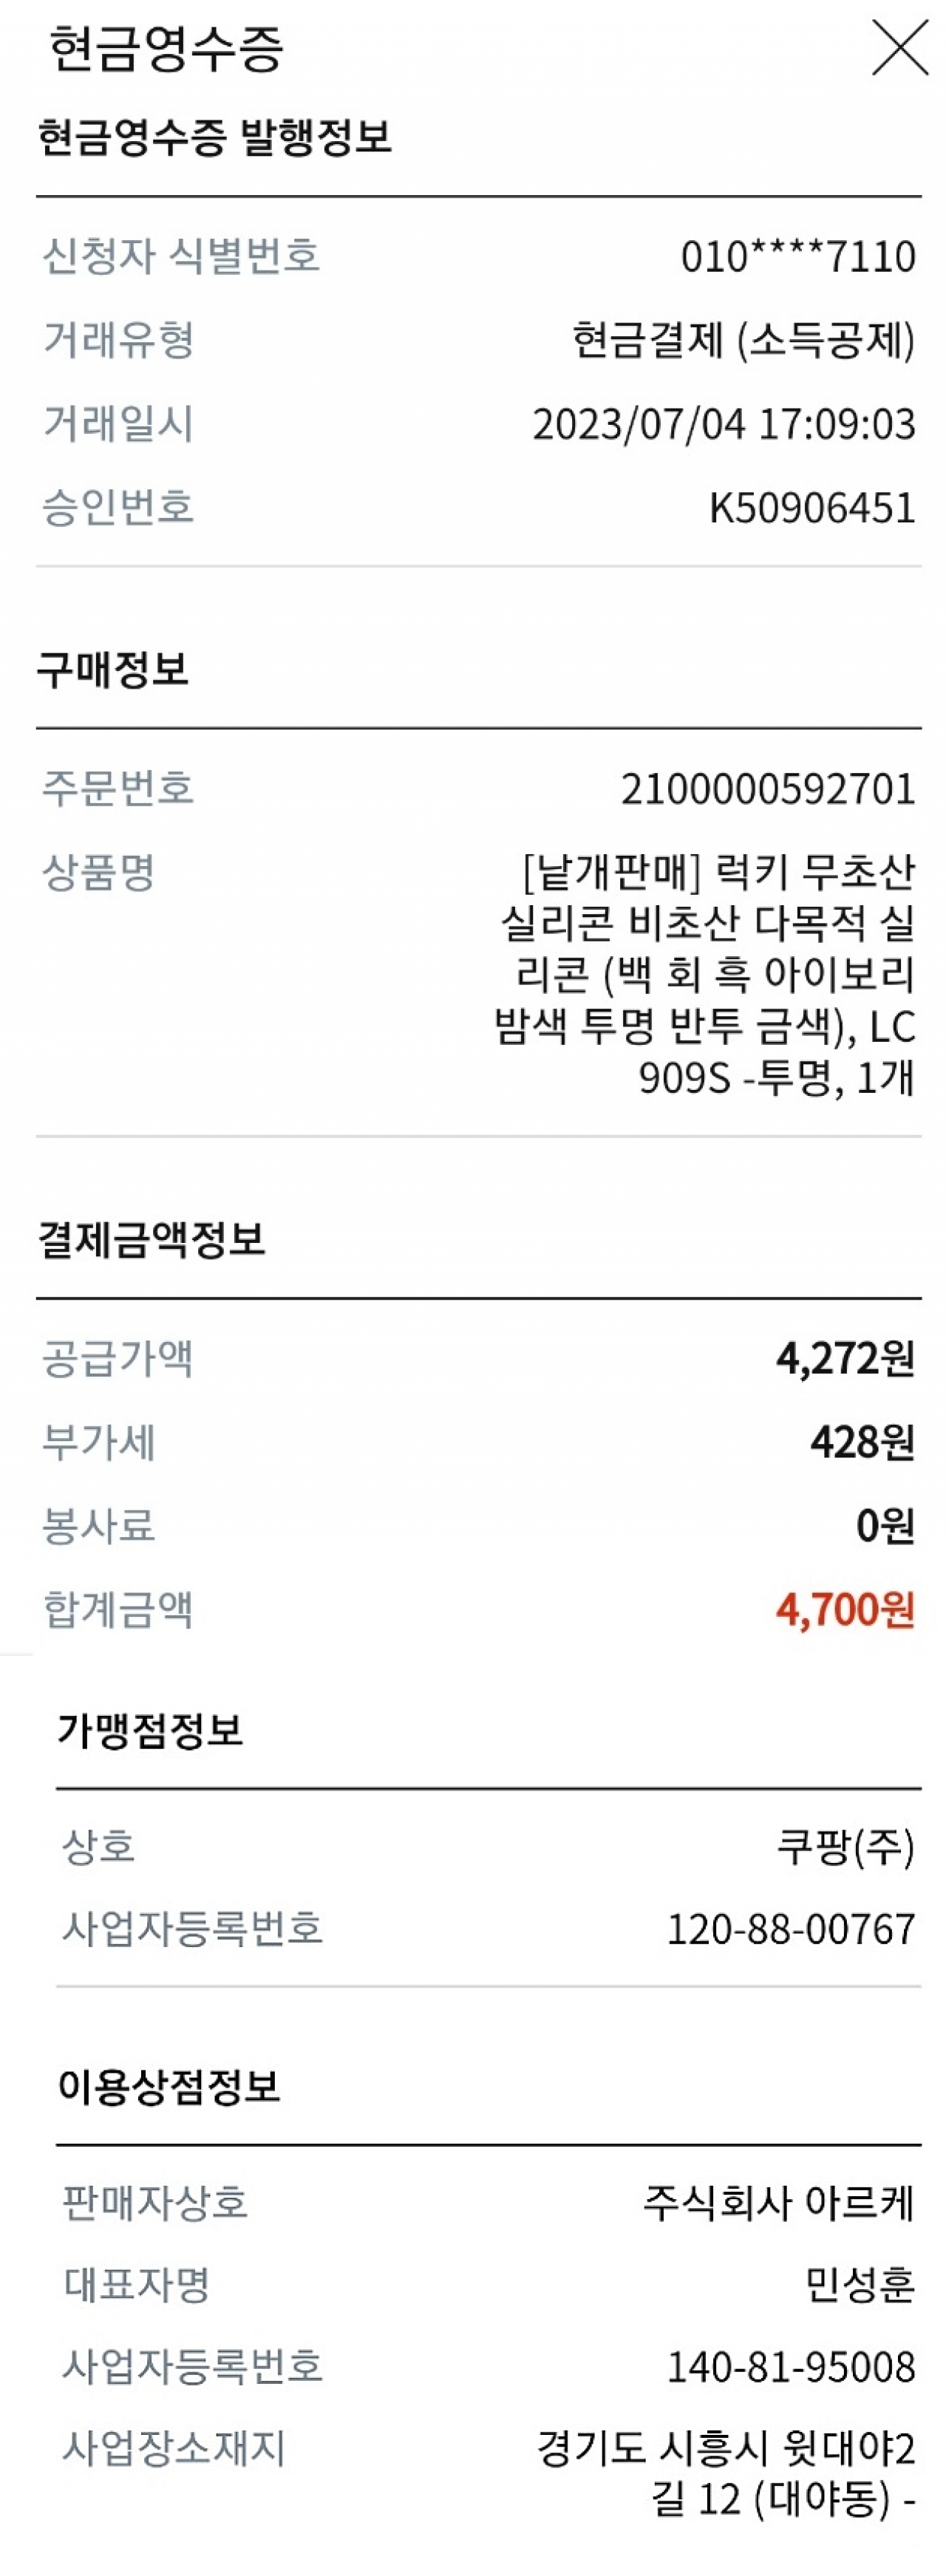 현금영수증
현금영수증 발행정보
신청자 식별번호 010****7110
거래유형 현금결제 (소득공제)
거래일시 2023/07/04 17:09:03
승인번호 K50906451
구매정보
주문번호 2100000592701
상품명 [낱개판매] 럭키 무초산
실리콘 비초산 다목적 실
리콘 (백 회 흑 아이보리
밤색 투명 반투 금색), LC
909S -투명, 1개
결제금액정보
공급가액 4,272원
부가세 428원
봉사료 0원
합계금액 4,700원
가맹점정보
상호 쿠팡(주)
사업자등록번호 120-88-00767
이용상점정보
판매자상호 주식회사 아르케
대표자명 민성훈
사업자등록번호 140-81-95008
사업장소재지 경기도 시흥시 윗대야2
길 12 (대야동) -